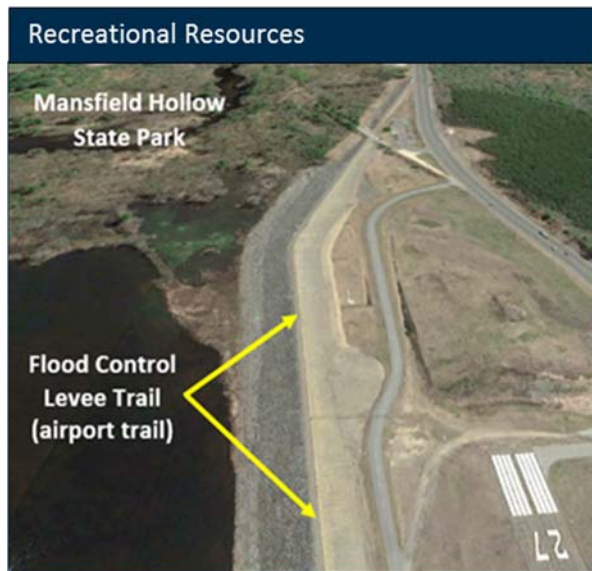 Recreational Resources
Mansfield Hollow
State Park
Flood Control
Levee Trail
(airport trail)
27